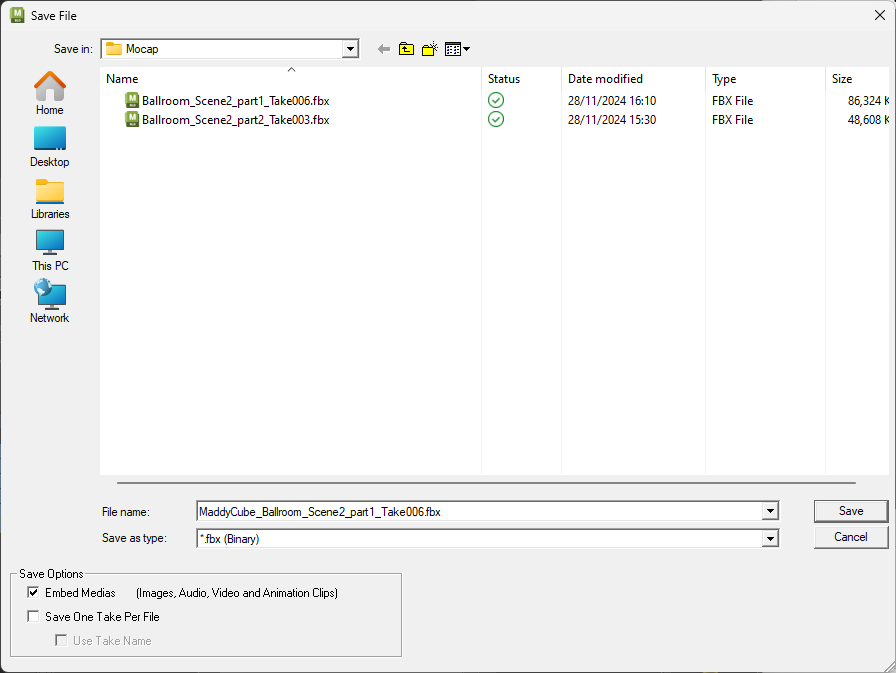 Save File
Save in: Mocap
Name Status Date modified Type Size
Ballroom_Scene2_part1_Take006.fbx 28/11/2024 16:10 FBX File 86,324 K
Ballroom_Scene2_part2_Take003.fbx 28/11/2024 15:30 FBX File 48,608 K
Home
Desktop
Libraries
This PC
Network
File name: MaddyCube_Ballroom_Scene2_part1_Take006.fbx Save
Save as type: *.fbx (Binary) Cancel
Save Options
Embed Medias (Images, Audio, Video and Animation Clips)
Save One Take Per File
Use Take Name